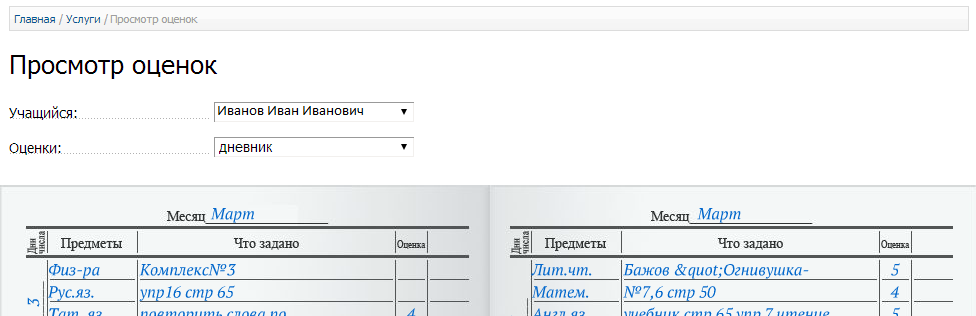 Главная / Услуги / Просмотр оценок
Просмотр оценок
Учащийся: Иванов Иван Иванович
Оценки: дневник
Месяц Март
Дни числа Предметы Что задано Оценка
3
Физ-ра Комплекс№3
Рус.яз. упр16 стр 65
Тат. яз. повторить слова по 4
Месяц Март
Дни числа Предметы Что задано Оценка
Лит.чт. Бажов &quot;Огнивушка- 5
Матем. №7,6 стр 50 4
Англ.яз. учебник стр 65 упр 7 чтение 5